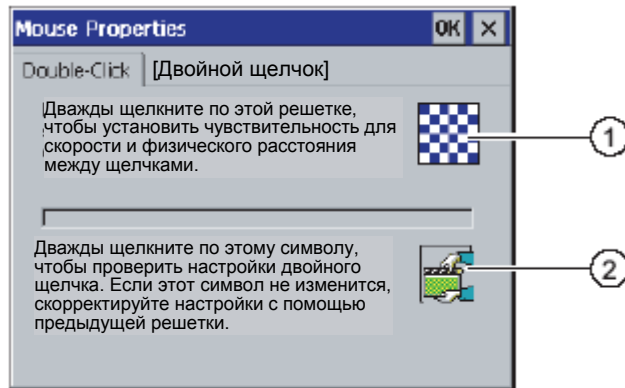 Mouse Properties OK ×
Double-Click [Двойной щелчок]
Дважды щелкните по этой решетке,
чтобы установить чувствительность для
скорости и физического расстояния
между щелчками.
1
Дважды щелкните по этому символу,
чтобы проверить настройки двойного
щелчка. Если этот символ не изменится,
скорректируйте настройки с помощью
предыдущей решетки.
2